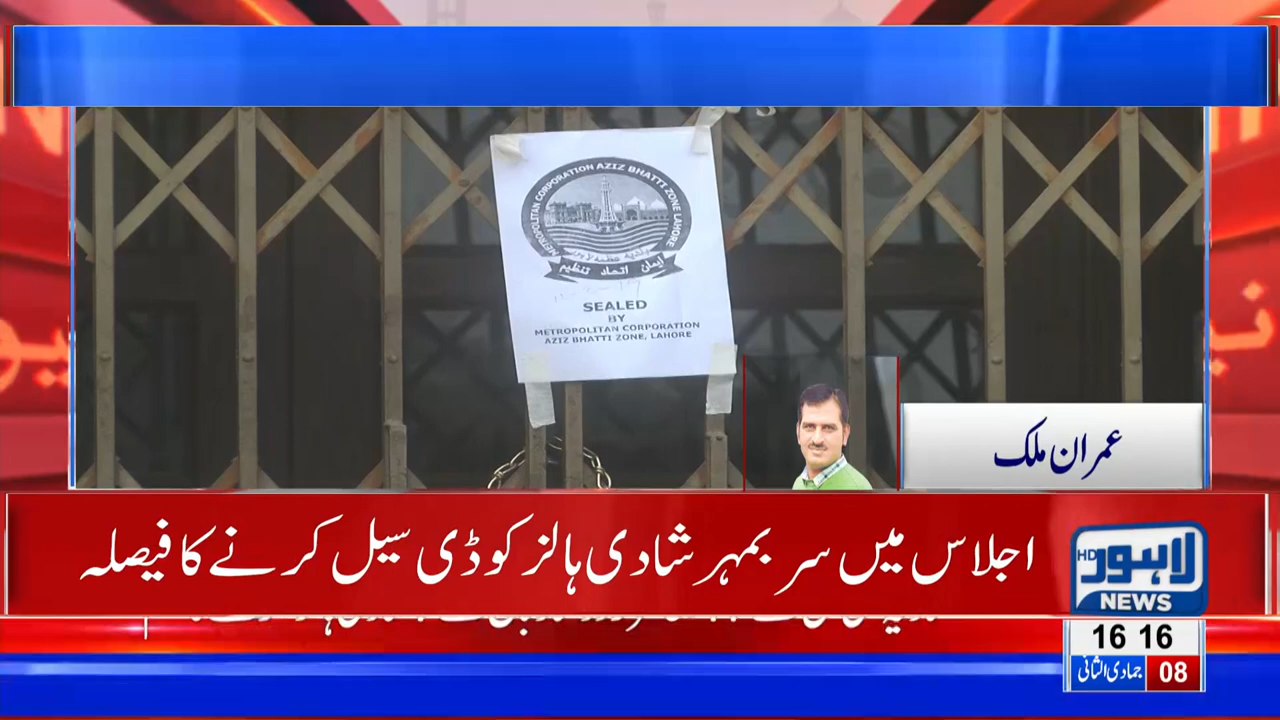 METROPOLITAN CORPORATION AZIZ BHATTI ZONE LAHORE
ایمان اتحاد تنظیم
SEALED
BY
METROPOLITAN CORPORATION
AZIZ BHATTI ZONE, LAHORE
عمران ملک
اجلاس میں سر بمہر شادی ہالز کو ڈی سیل کرنے کا فیصلہ
HD لاہور
NEWS
16 16
08 جمادی الثانی